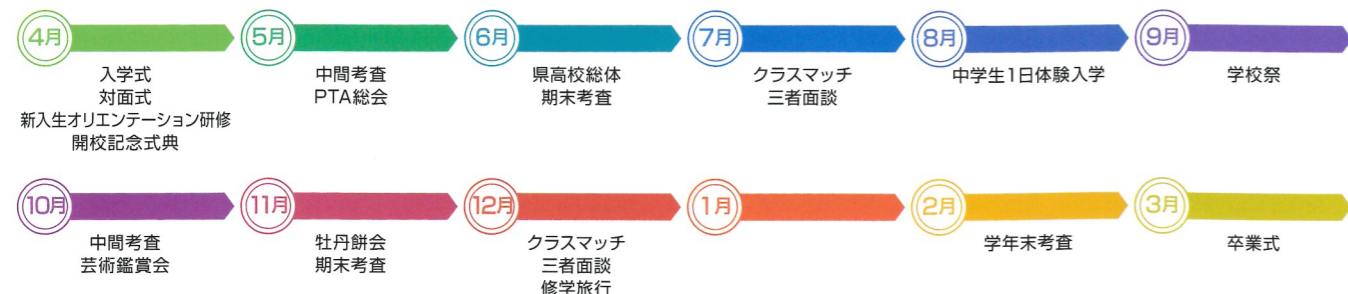 4月
入学式
対面式
新入生オリエンテーション研修
開校記念式典
5月
中間考査
PTA総会
6月
県高校総体
期末考査
7月
クラスマッチ
三者面談
8月
中学生1日体験入学
9月
学校祭
10月
中間考査
芸術鑑賞会
11月
牡丹餅会
期末考査
12月
クラスマッチ
三者面談
修学旅行
1月
2月
学年末考査
3月
卒業式